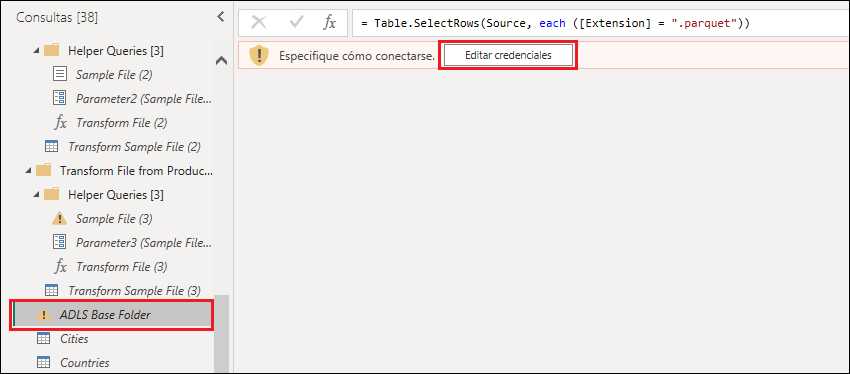 Consultas [38]
Helper Queries [3]
Sample File (2)
Parameter2 (Sample File...
fx Transform File (2)
Transform Sample File (2)
Transform File from Produc...
Helper Queries [3]
Sample File (3)
Parameter3 (Sample File...
fx Transform File (3)
Transform Sample File (3)
ADLS Base Folder
Cities
Countries
fx = Table.SelectRows(Source, each ([Extension] = ".parquet"))
Especifique cómo conectarse. Editar credenciales